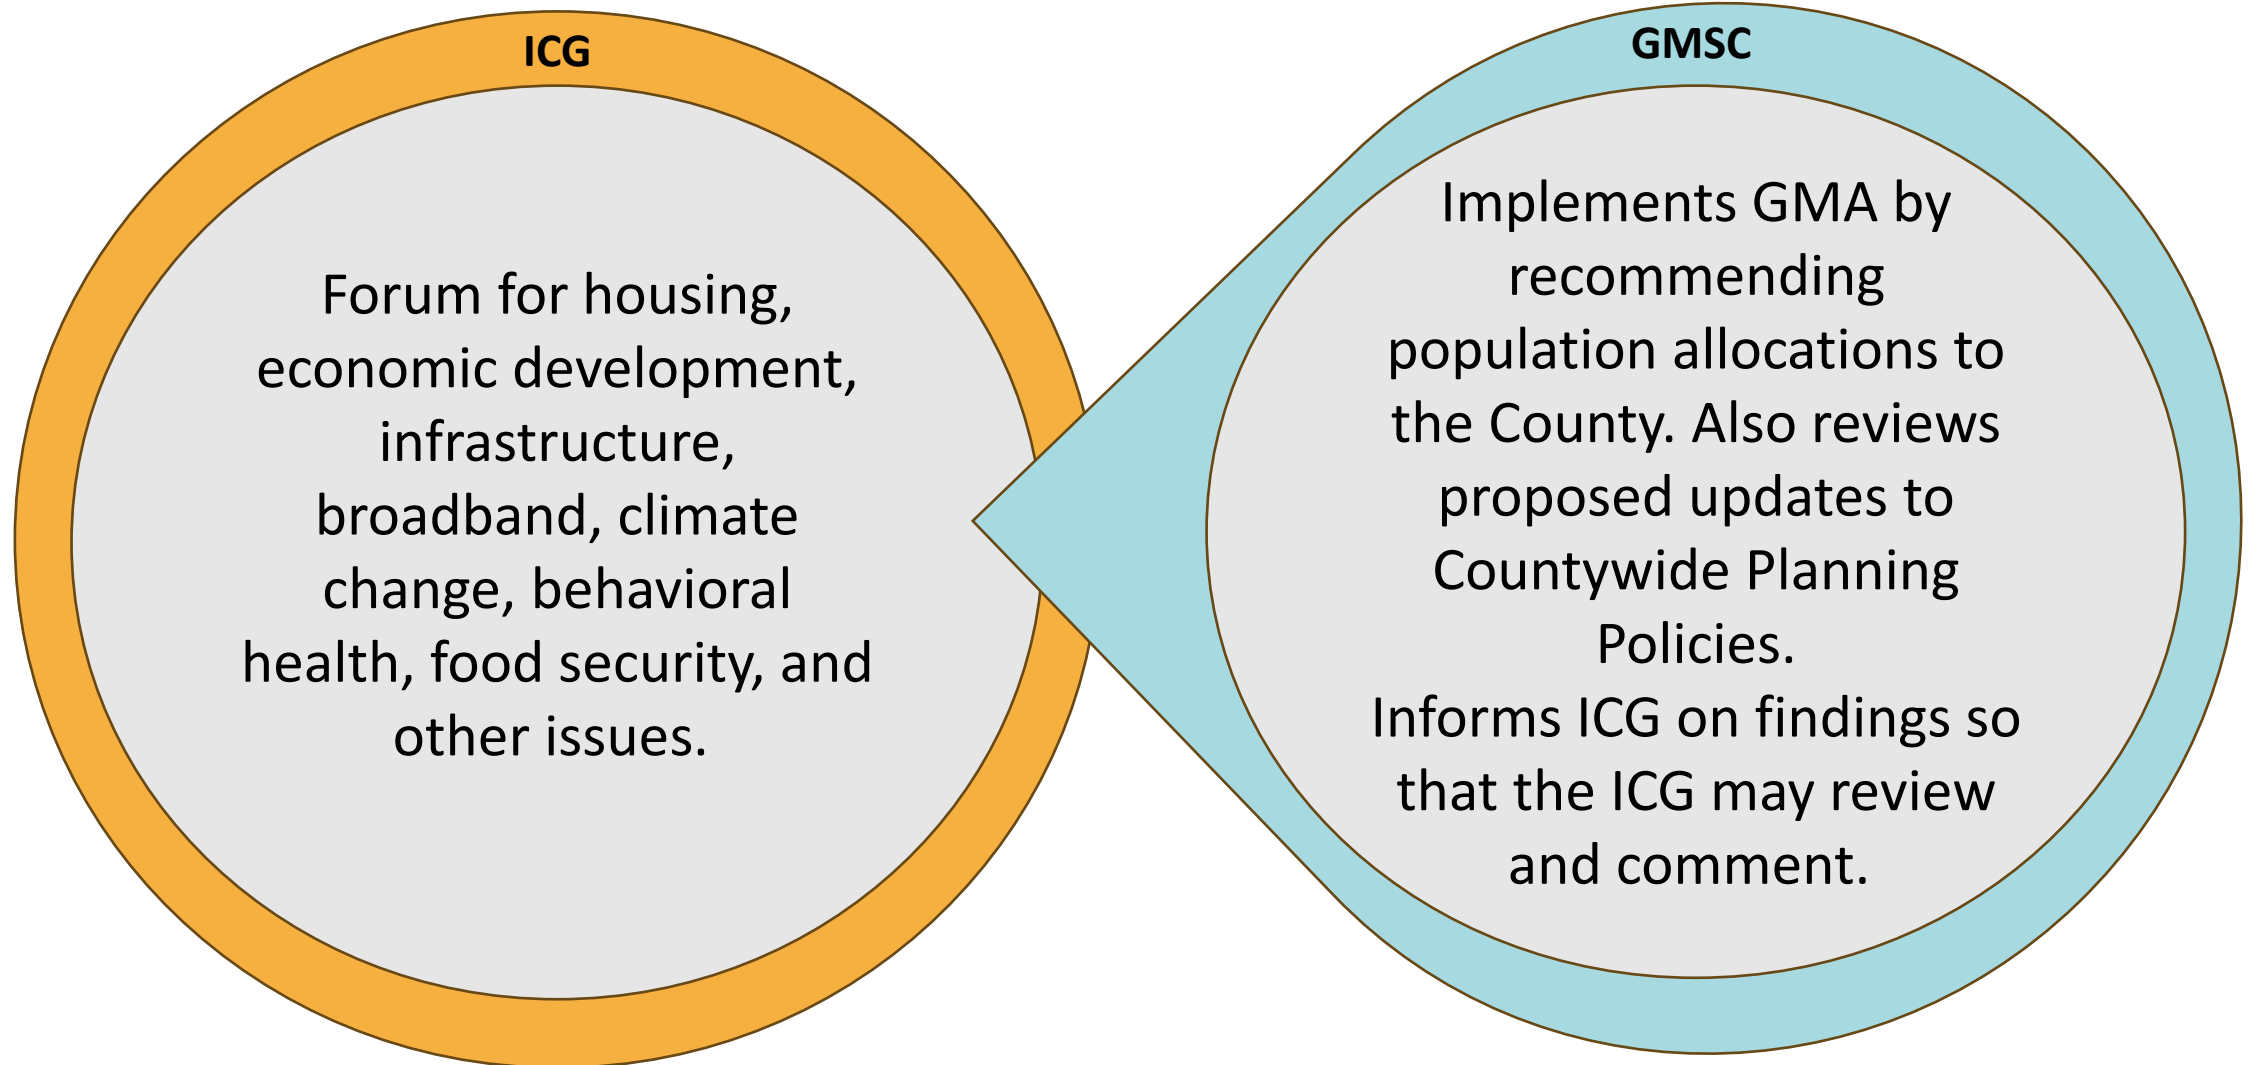 ICG
Forum for housing,
economic development,
infrastructure,
broadband, climate
change, behavioral
health, food security, and
other issues.
GMSC
Implements GMA by
recommending
population allocations to
the County. Also reviews
proposed updates to
Countywide Planning
Policies.
Informs ICG on findings so
that the ICG may review
and comment.